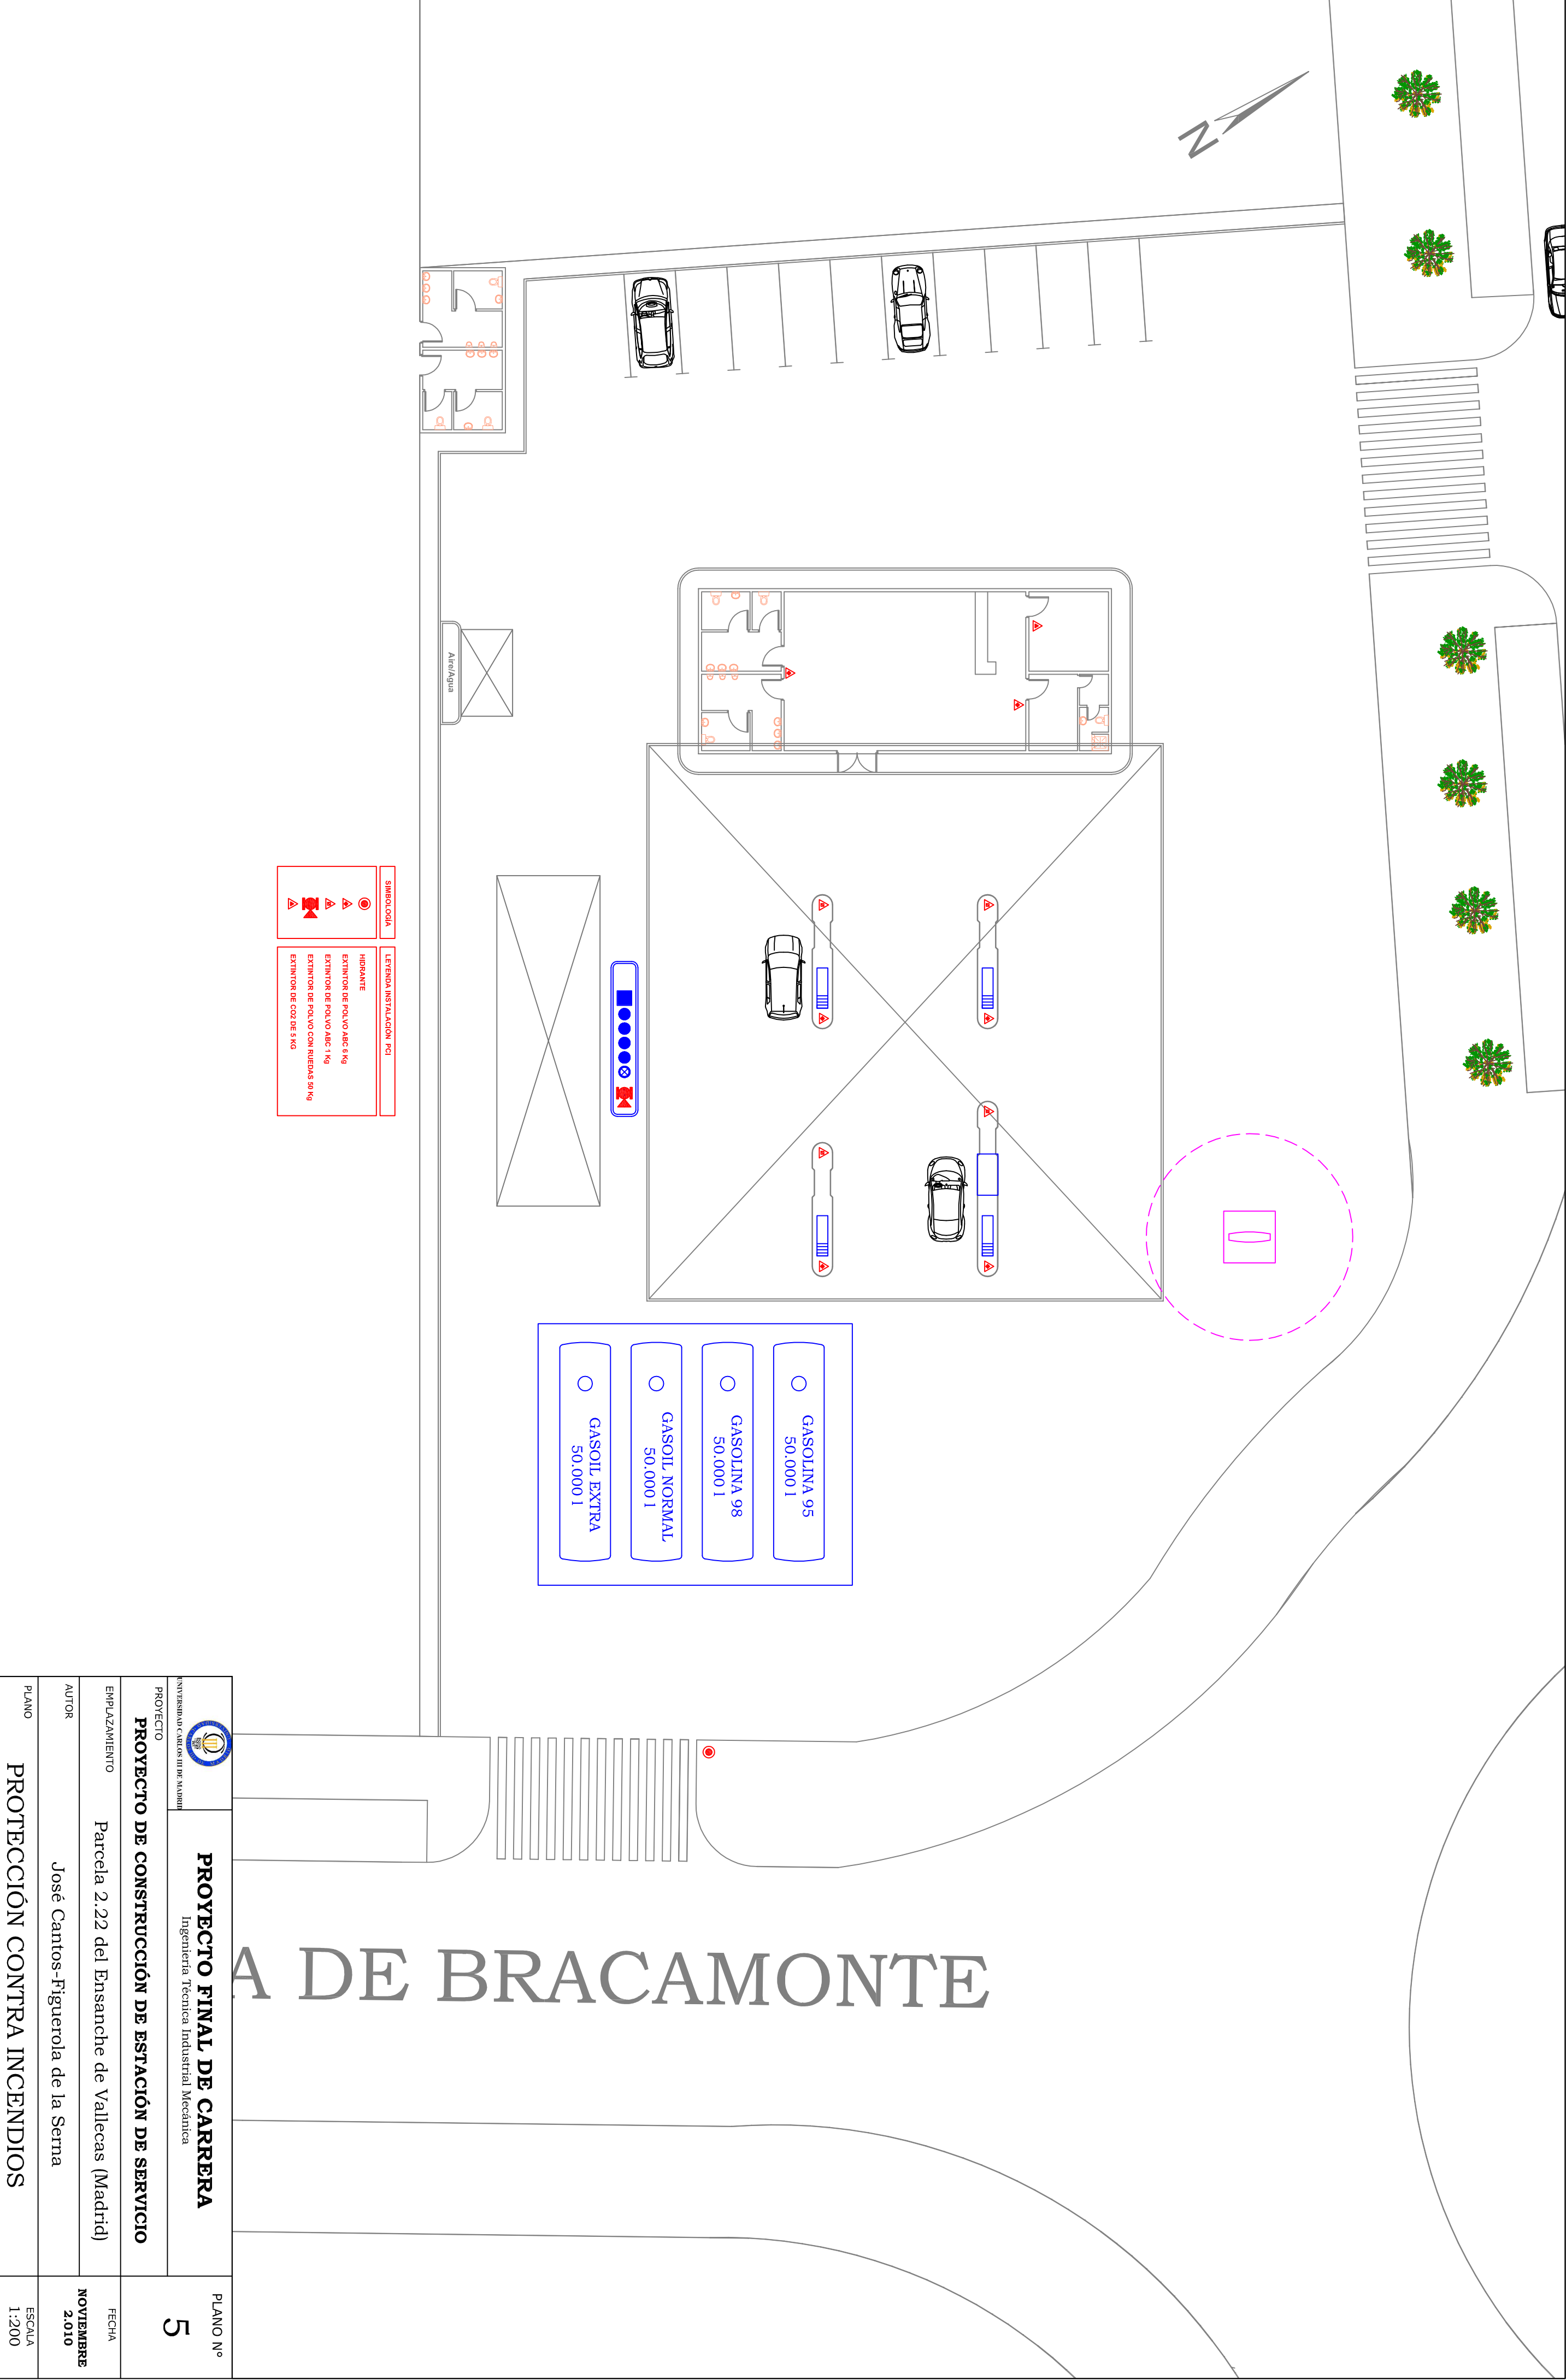 N
Aire/Agua
SIMBOLOGÍA
LEYENDA INSTALACIÓN PCI
HIDRANTE
EXTINTOR DE POLVO ABC 6 Kg
EXTINTOR DE POLVO ABC 1 Kg
EXTINTOR DE POLVO CON RUEDAS 50 Kg
EXTINTOR DE CO2 DE 5 KG
GASOLINA 95
50.000 l
GASOLINA 98
50.000 l
GASOIL NORMAL
50.000 l
GASOIL EXTRA
50.000 l
A DE BRACAMONTE
UNIVERSIDAD CARLOS III DE MADRID
PROYECTO FINAL DE CARRERA
Ingeniería Técnica Industrial Mecánica
PLANO Nº
5
PROYECTO
PROYECTO DE CONSTRUCCIÓN DE ESTACIÓN DE SERVICIO
EMPLAZAMIENTO
Parcela 2.22 del Ensanche de Vallecas (Madrid)
FECHA
NOVIEMBRE
2.010
AUTOR
José Cantos-Figuerola de la Serna
PLANO
PROTECCIÓN CONTRA INCENDIOS
ESCALA
1:200